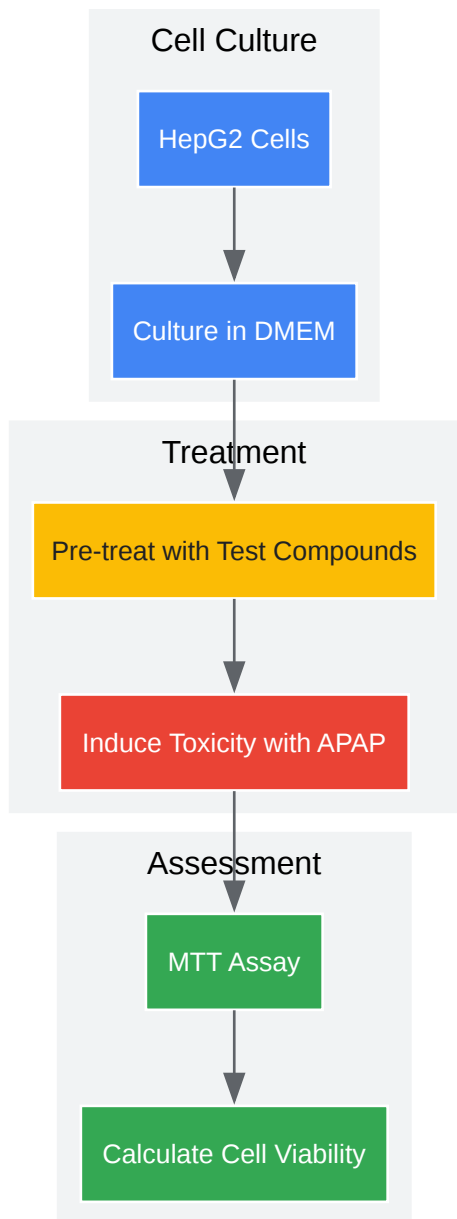 Cell Culture
HepG2 Cells
Culture in DMEM
Treatment
Pre-treat with Test Compounds
Induce Toxicity with APAP
Assessment
MTT Assay
Calculate Cell Viability